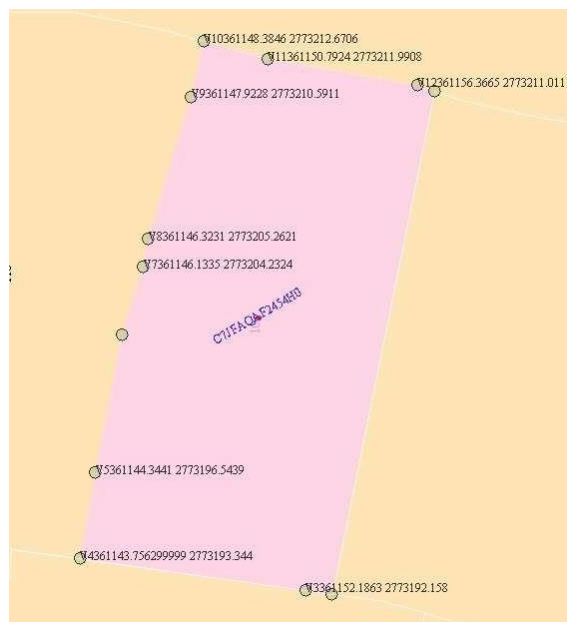 V10361148.3846 2773212.6706
V11361150.7924 2773211.9908
V12361156.3665 2773211.011
V9361147.9228 2773210.5911
V8361146.3231 2773205.2621
V7361146.1335 2773204.2324
C7JFAQAF2454H0
V5361144.3441 2773196.5439
V4361143.756299999 2773193.344
V3361152.1863 2773192.158